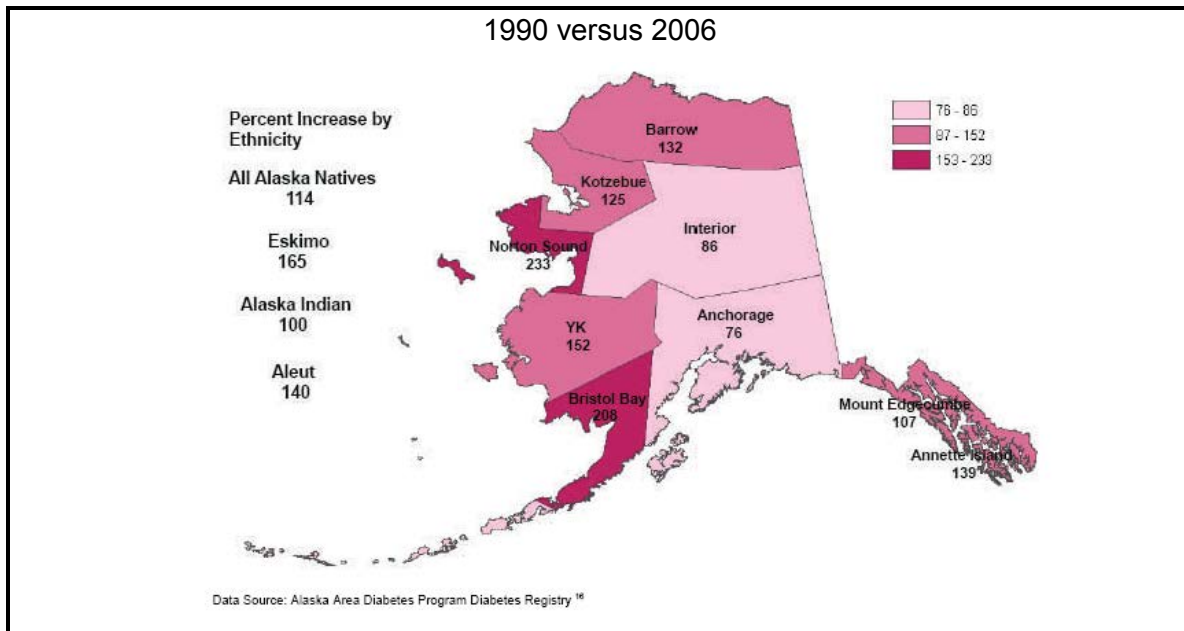 1990 versus 2006
Percent Increase by
Ethnicity
All Alaska Natives
114
Eskimo
165
Alaska Indian
100
Aleut
140
76 - 86
87 - 152
153 - 233
Barrow
132
Kotzebue
125
Interior
86
Norton Sound
233
Anchorage
76
YK
152
Bristol Bay
208
Mount Edgecumbe
107
Annette Island
139
Data Source: Alaska Area Diabetes Program Diabetes Registry 16